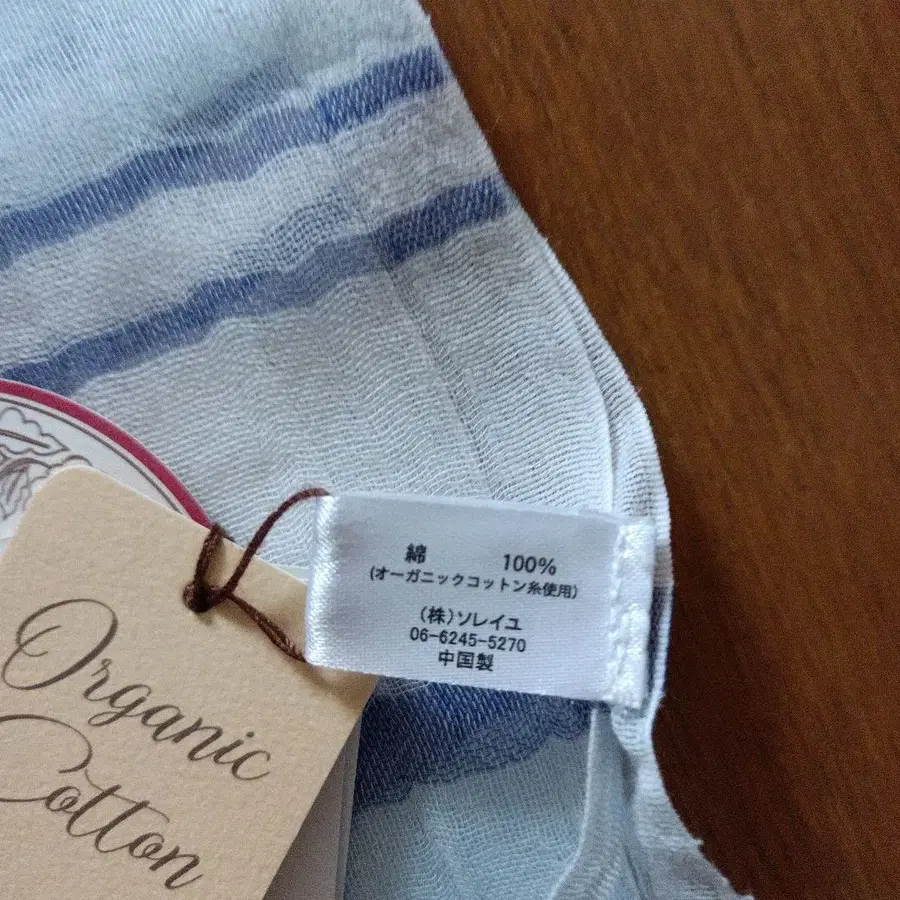 綿 100%
(オーガニックコットン糸使用)
(株)ソレイユ
06-6245-5270
中国製
Organic
Cotton